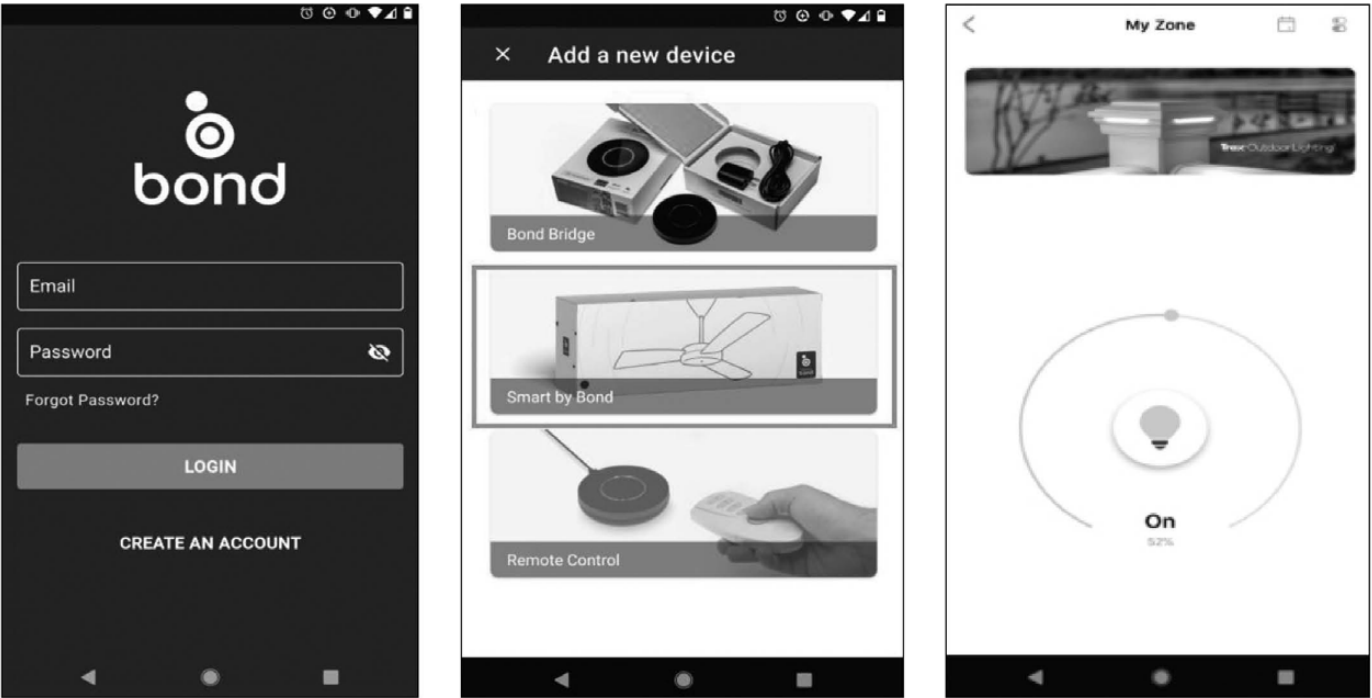 bond
Email
Password
Forgot Password?
LOGIN
CREATE AN ACCOUNT
Add a new device
Bond Bridge
bond
Smart by Bond
Remote Control
My Zone
Trex Outdoor Lighting
On
52%